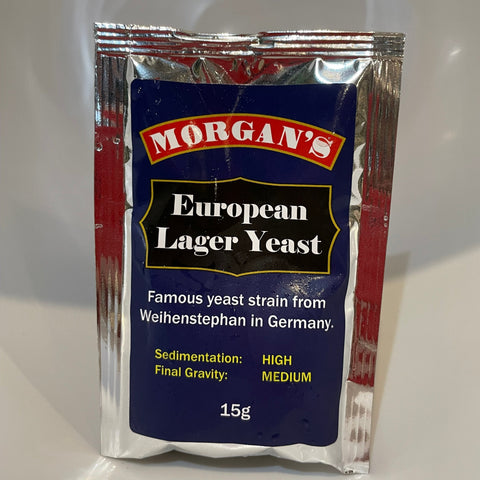 MORGAN'S
European
Lager Yeast
Famous yeast strain from
Weihenstephan in Germany.
Sedimentation: HIGH
Final Gravity: MEDIUM
15g